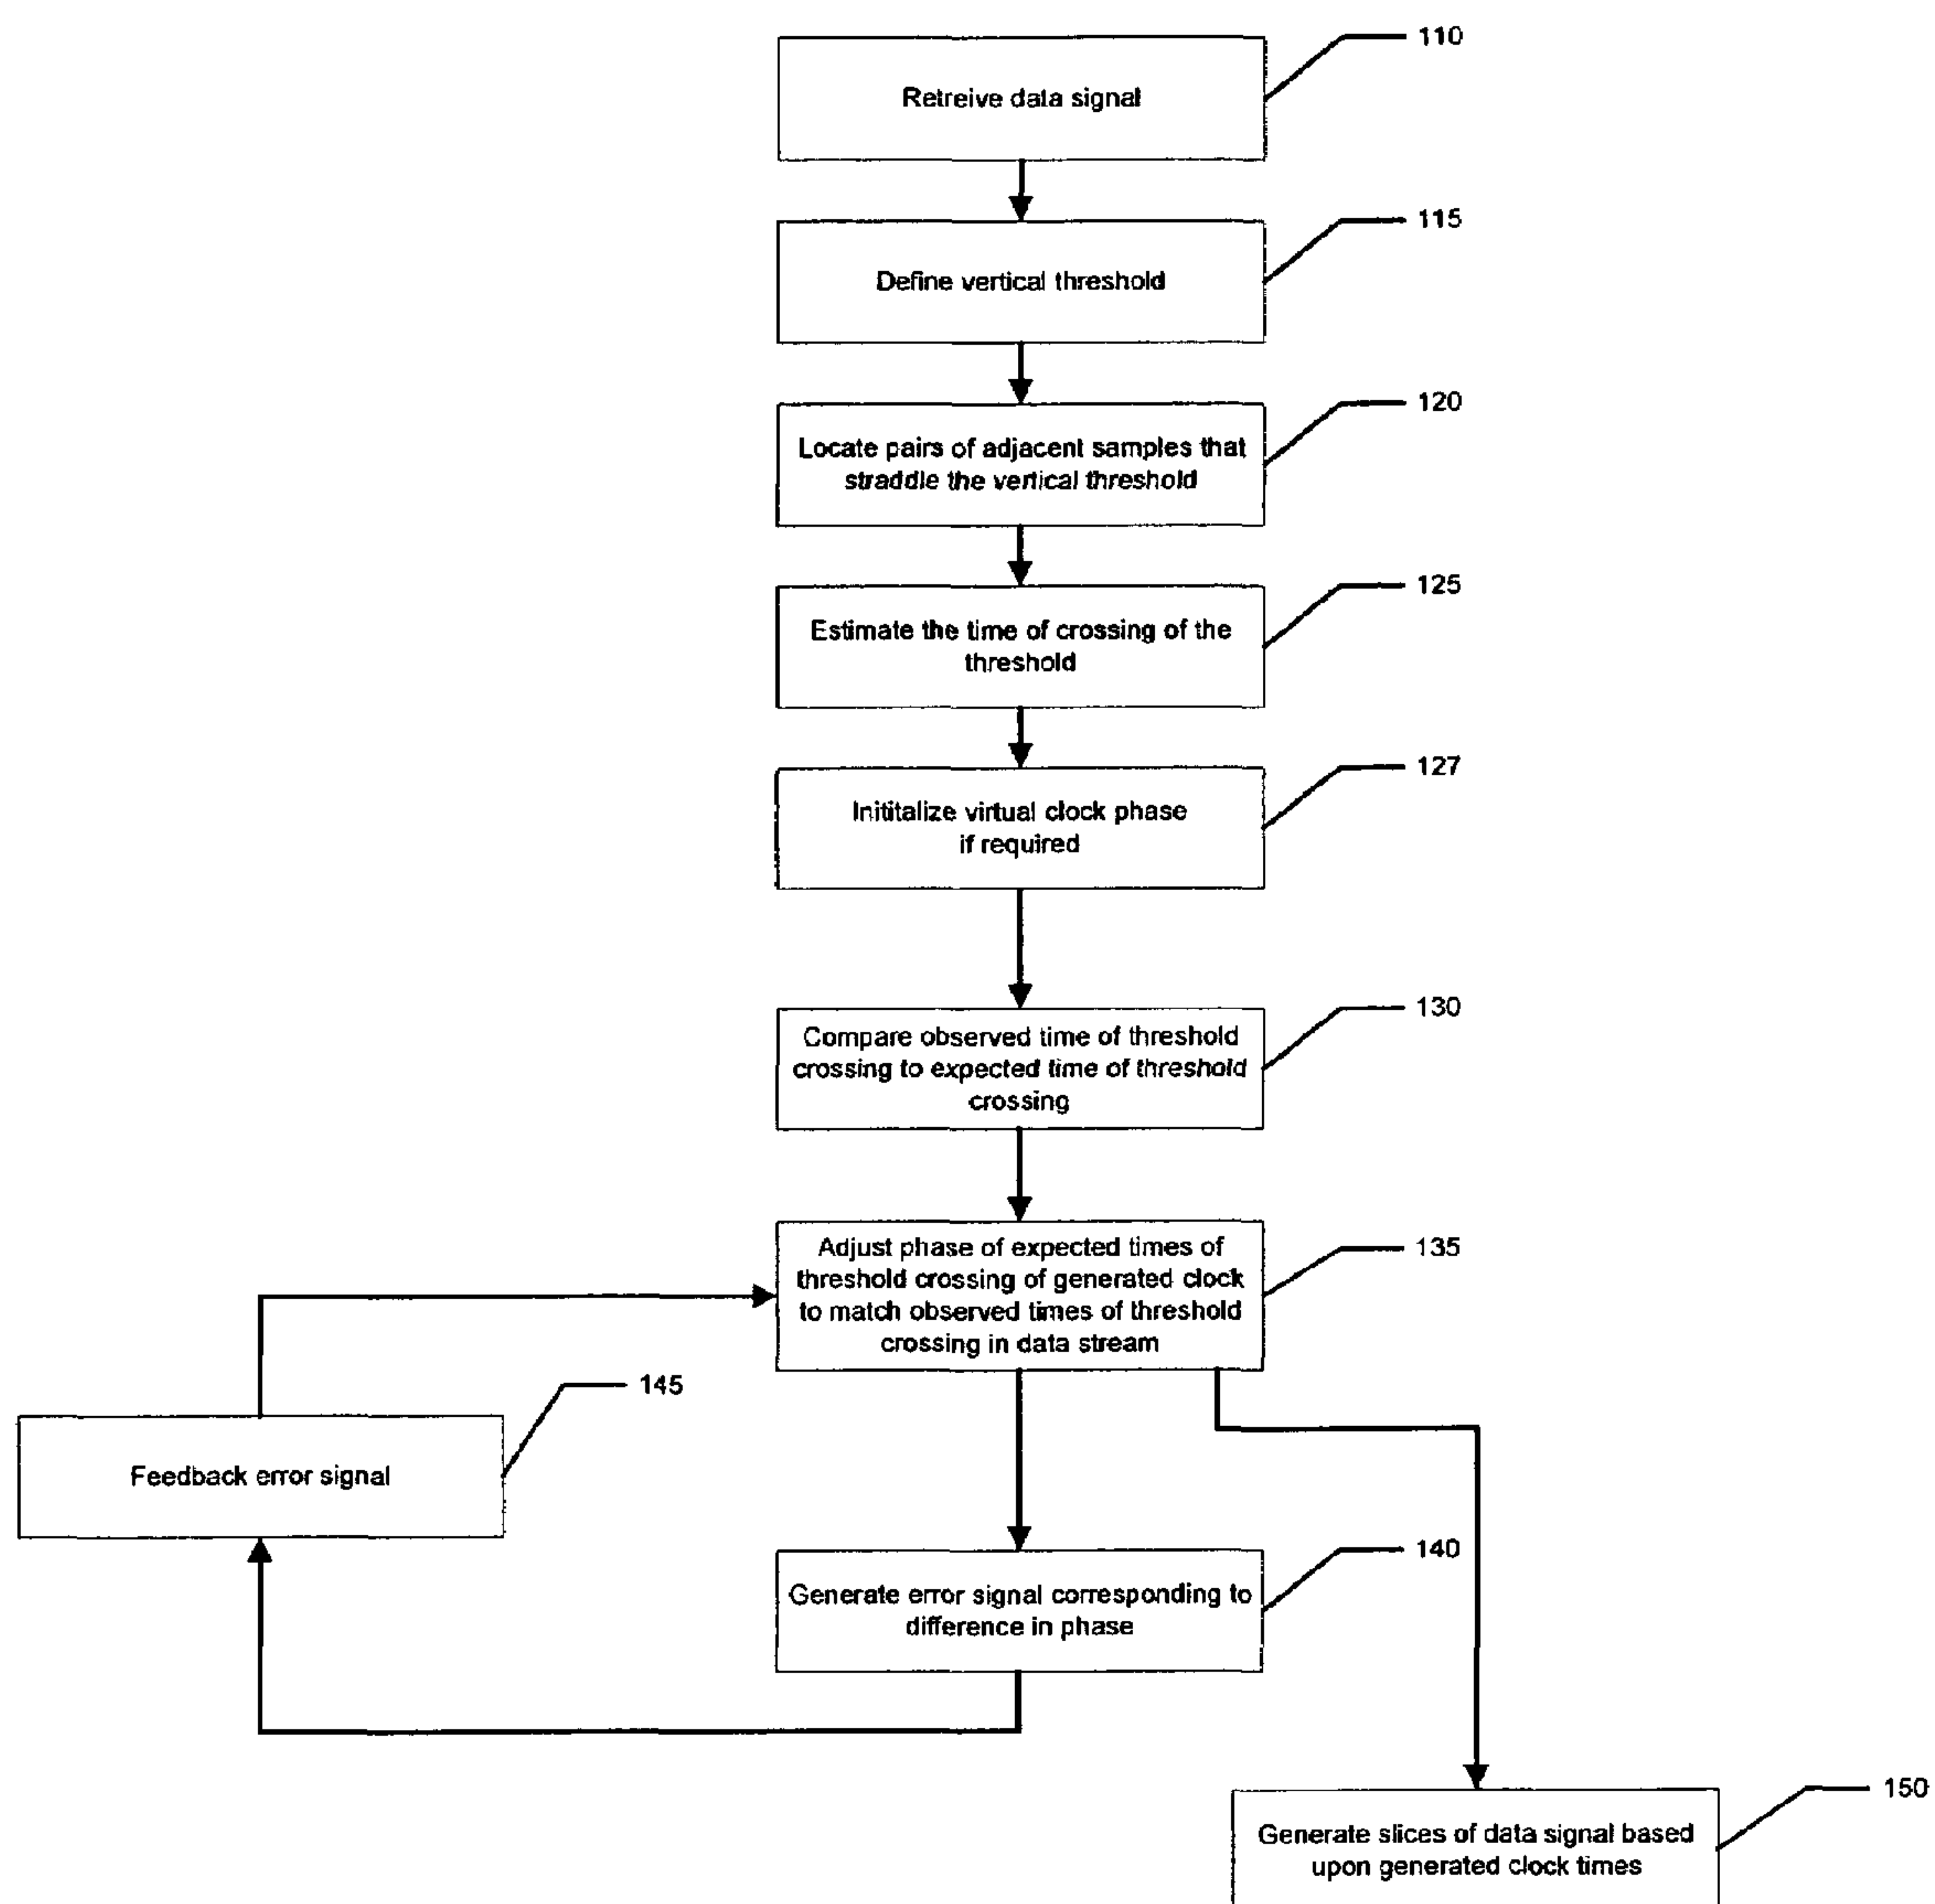 110
Retreive data signal
115
Define vertical threshold
120
Locate pairs of adjacent samples that
straddle the vertical threshold
125
Estimate the time of crossing of the
threshold
127
Inititalize virtual clock phase
if required
130
Compare observed time of threshold
crossing to expected time of threshold
crossing
135
Adjust phase of expected times of
threshold crossing of generated clock
to match observed times of threshold
crossing in data stream
145
Feedback error signal
140
Generate error signal corresponding to
difference in phase
150
Generate slices of data signal based
upon generated clock times